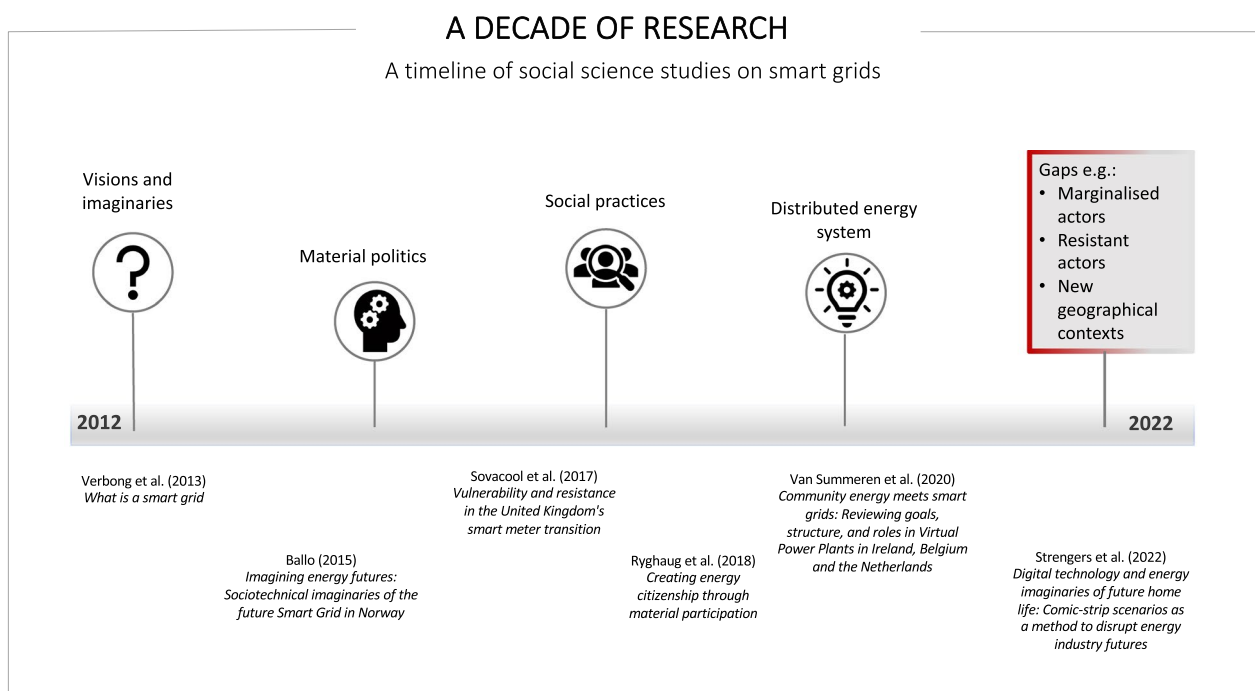 A DECADE OF RESEARCH
A timeline of social science studies on smart grids
Visions and
imaginaries
Material politics
Social practices
Distributed energy
system
Gaps e.g.:
• Marginalised
actors
• Resistant
actors
• New
geographical
contexts
2012
2022
Verbong et al. (2013)
What is a smart grid
Ballo (2015)
Imagining energy futures:
Sociotechnical imaginaries of the
future Smart Grid in Norway
Sovacool et al. (2017)
Vulnerability and resistance
in the United Kingdom's
smart meter transition
Ryghaug et al. (2018)
Creating energy
citizenship through
material participation
Van Summeren et al. (2020)
Community energy meets smart
grids: Reviewing goals,
structure, and roles in Virtual
Power Plants in Ireland, Belgium
and the Netherlands
Strengers et al. (2022)
Digital technology and energy
imaginaries of future home
life: Comic-strip scenarios as
a method to disrupt energy
industry futures